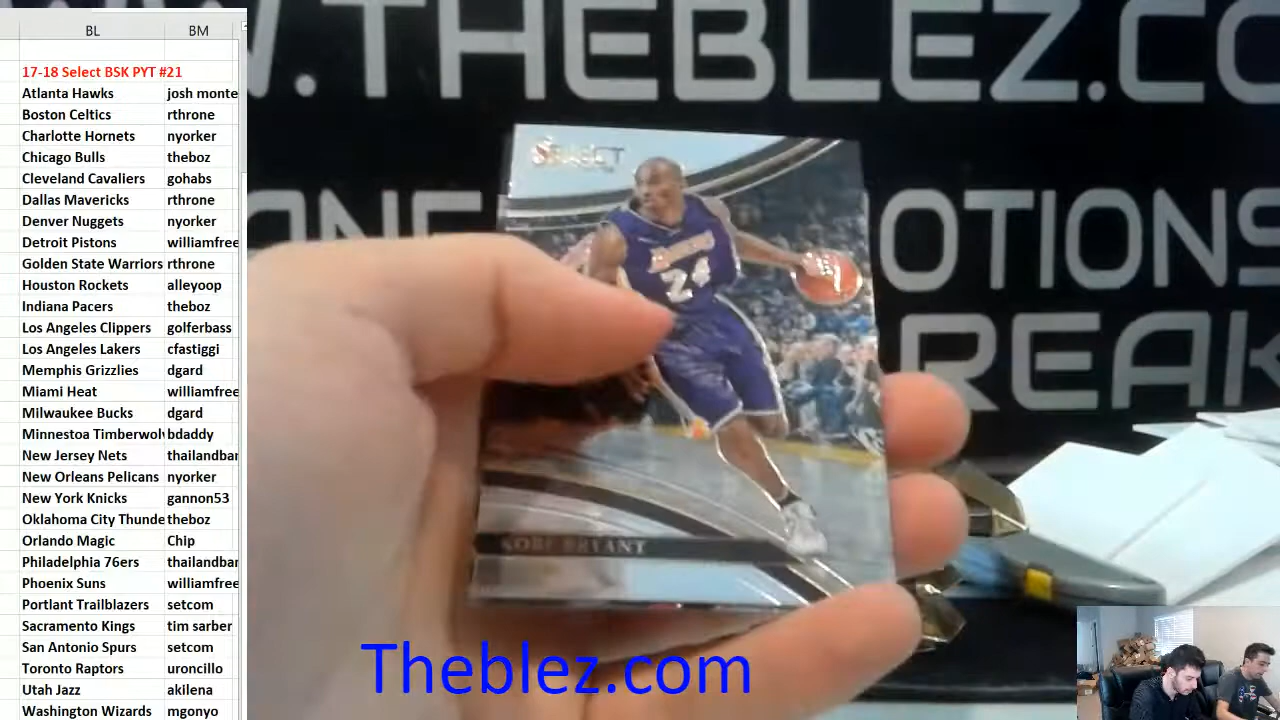 BL BM
17-18 Select BSK PYT #21
Atlanta Hawks josh monte
Boston Celtics rthrone
Charlotte Hornets nyorker
Chicago Bulls theboz
Cleveland Cavaliers gohabs
Dallas Mavericks rthrone
Denver Nuggets nyorker
Detroit Pistons williamfree
Golden State Warriors rthrone
Houston Rockets alleyoop
Indiana Pacers theboz
Los Angeles Clippers golferbass
Los Angeles Lakers cfastiggi
Memphis Grizzlies dgard
Miami Heat williamfree
Milwaukee Bucks dgard
Minnestoa Timberwolv bdaddy
New Jersey Nets thailandbar
New Orleans Pelicans nyorker
New York Knicks gannon53
Oklahoma City Thunde theboz
Orlando Magic Chip
Philadelphia 76ers thailandbar
Phoenix Suns williamfree
Portlant Trailblazers setcom
Sacramento Kings tim sarber
San Antonio Spurs setcom
Toronto Raptors uroncillo
Utah Jazz akilena
Washington Wizards mgonyo
W.THEBLEZ.CO
ONE OTIONS
REAK
SELECT
24
KOBE BRYANT
Theblez.com